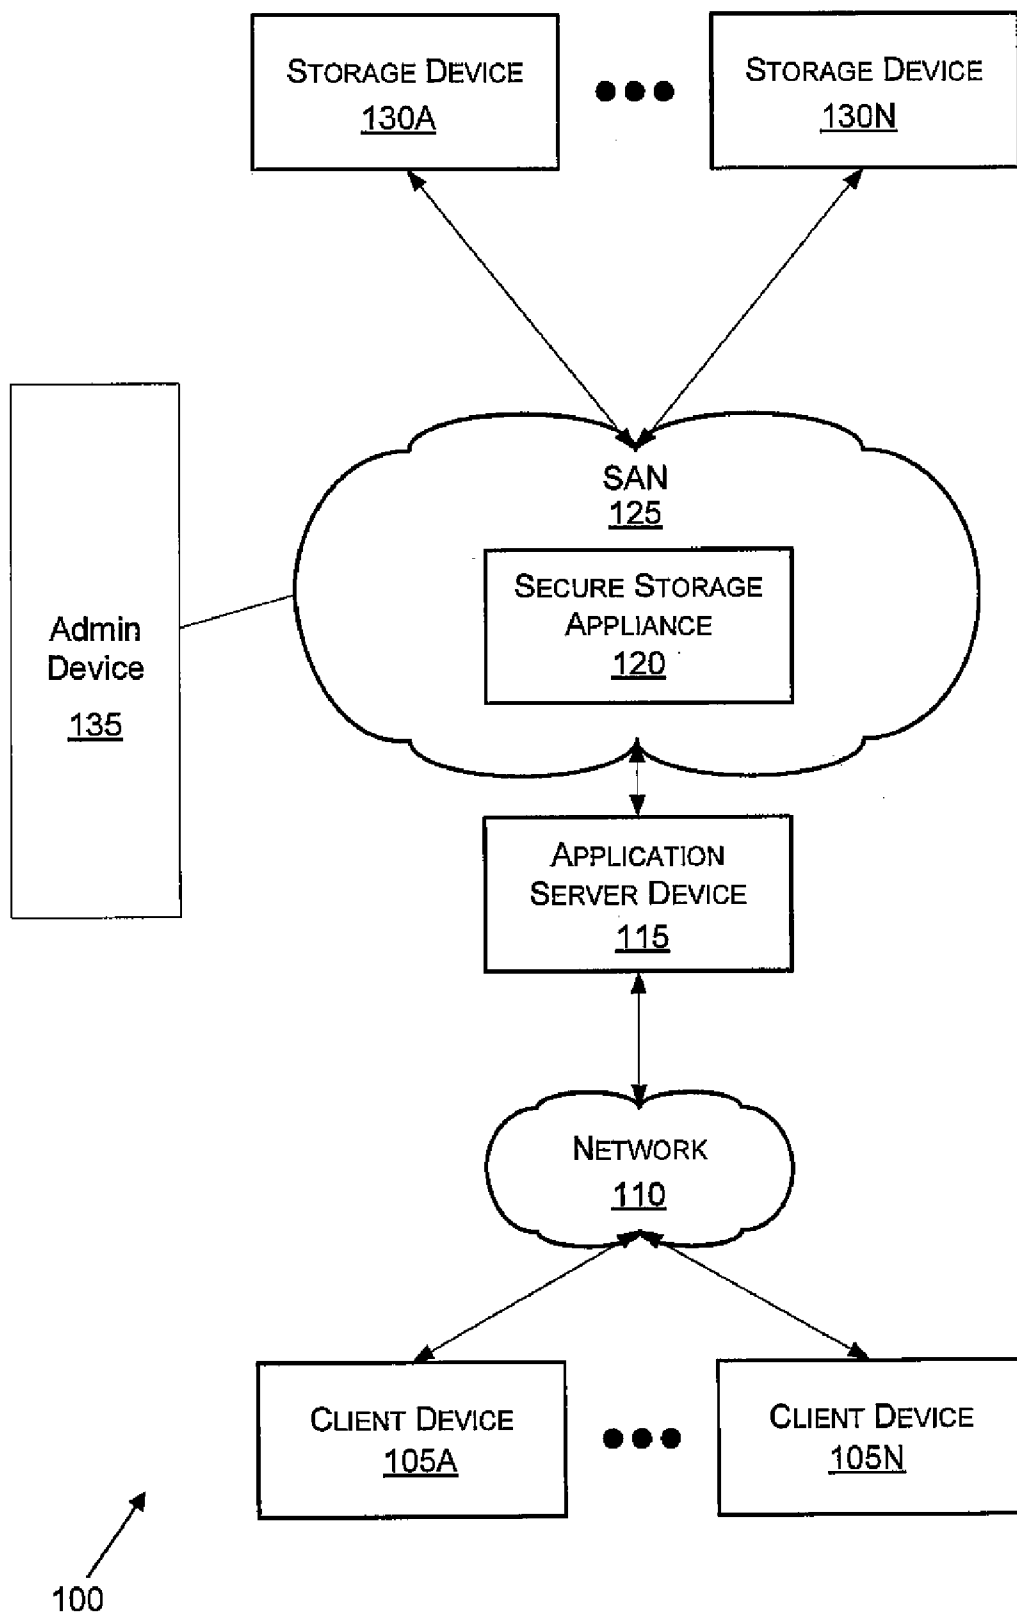 STORAGE DEVICE
130A
STORAGE DEVICE
130N
SAN
125
SECURE STORAGE
APPLIANCE
120
Admin
Device
135
APPLICATION
SERVER DEVICE
115
NETWORK
110
CLIENT DEVICE
105A
CLIENT DEVICE
105N
100